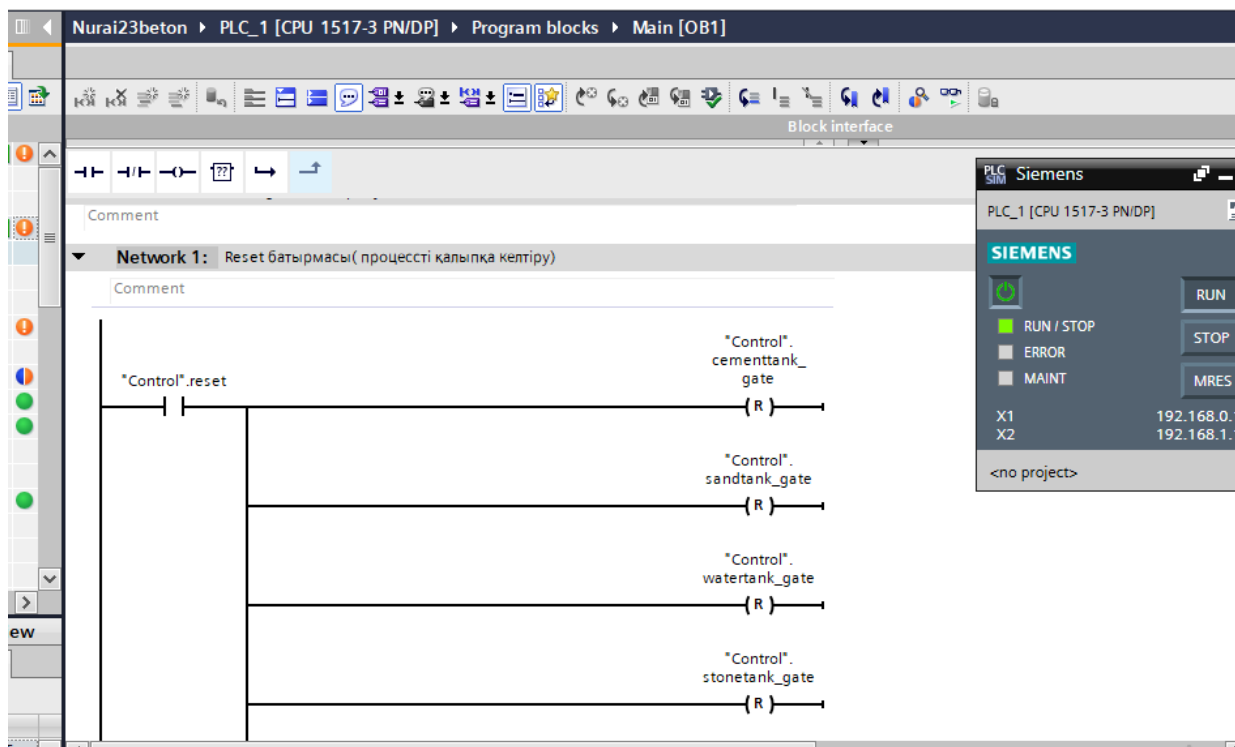 Nurai23beton ▸ PLC_1 [CPU 1517-3 PN/DP] ▸ Program blocks ▸ Main [OB1]
Block interface
??
Comment
Network 1: Reset батырмасы( процессті қалыпқа келтіру)
Comment
"Control".reset
"Control".
cementtank_
gate
( R )
"Control".
sandtank_gate
( R )
"Control".
watertank_gate
( R )
"Control".
stonetank_gate
( R )
ew
PLC
SIM
Siemens
PLC_1 [CPU 1517-3 PN/DP]
SIEMENS
RUN
RUN / STOP
STOP
ERROR
MAINT
MRES
X1 192.168.0.
X2 192.168.1.
<no project>